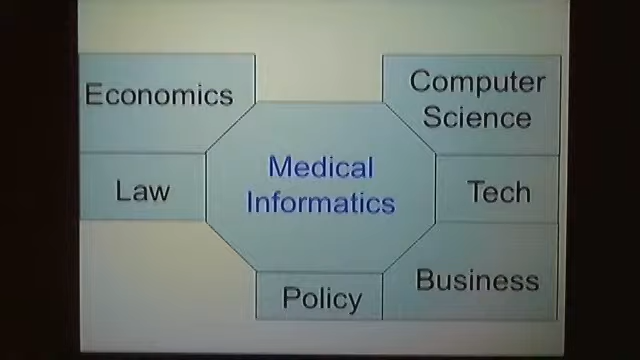 Economics
Computer
Science
Medical
Informatics
Law
Tech
Business
Policy